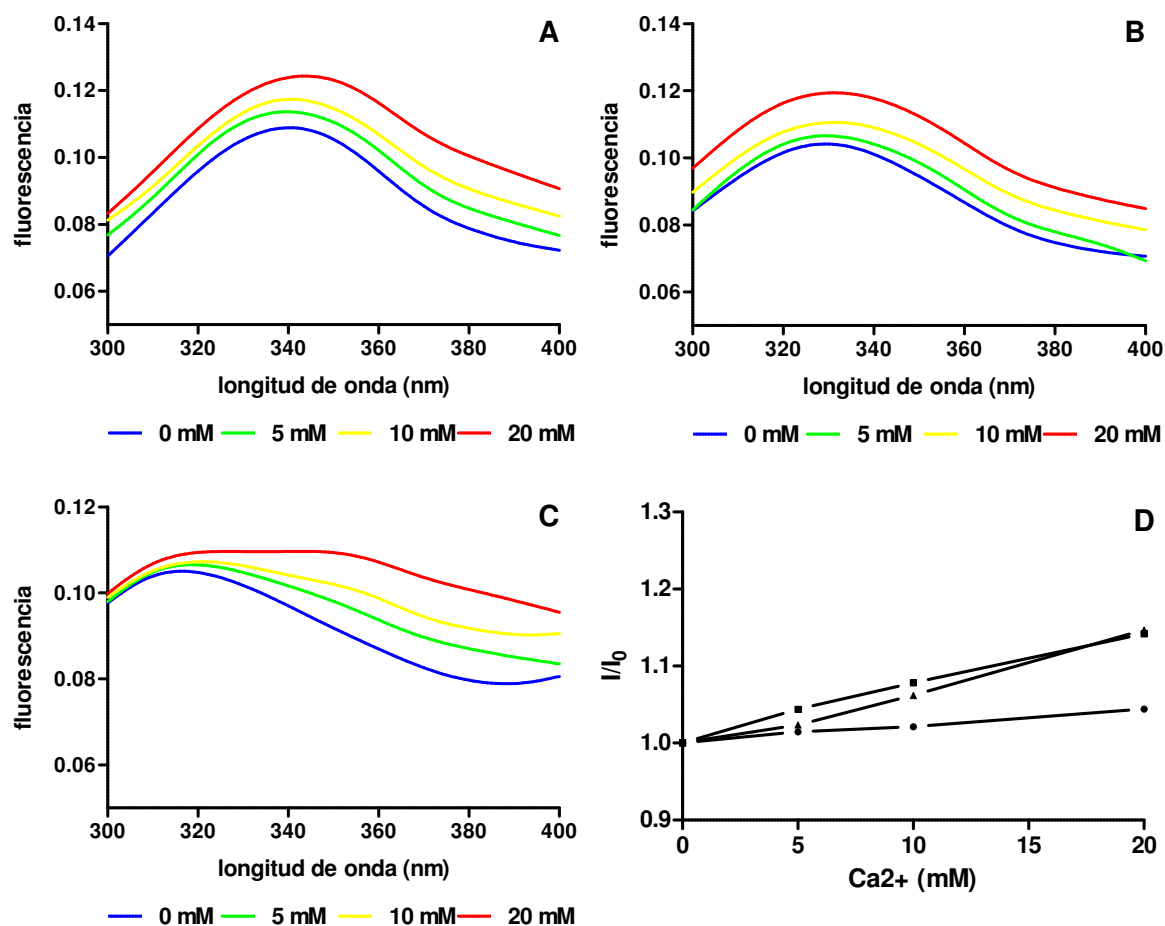 A
0.14
0.12
0.10
0.08
0.06
fluorescencia
300 320 340 360 380 400
longitud de onda (nm)
0 mM 5 mM 10 mM 20 mM
B
0.14
0.12
0.10
0.08
0.06
fluorescencia
300 320 340 360 380 400
longitud de onda (nm)
0 mM 5 mM 10 mM 20 mM
C
0.12
0.10
0.08
0.06
fluorescencia
300 320 340 360 380 400
longitud de onda (nm)
0 mM 5 mM 10 mM 20 mM
D
1.3
1.2
1.1
1.0
0.9
I/I0
0 5 10 15 20
Ca2+ (mM)